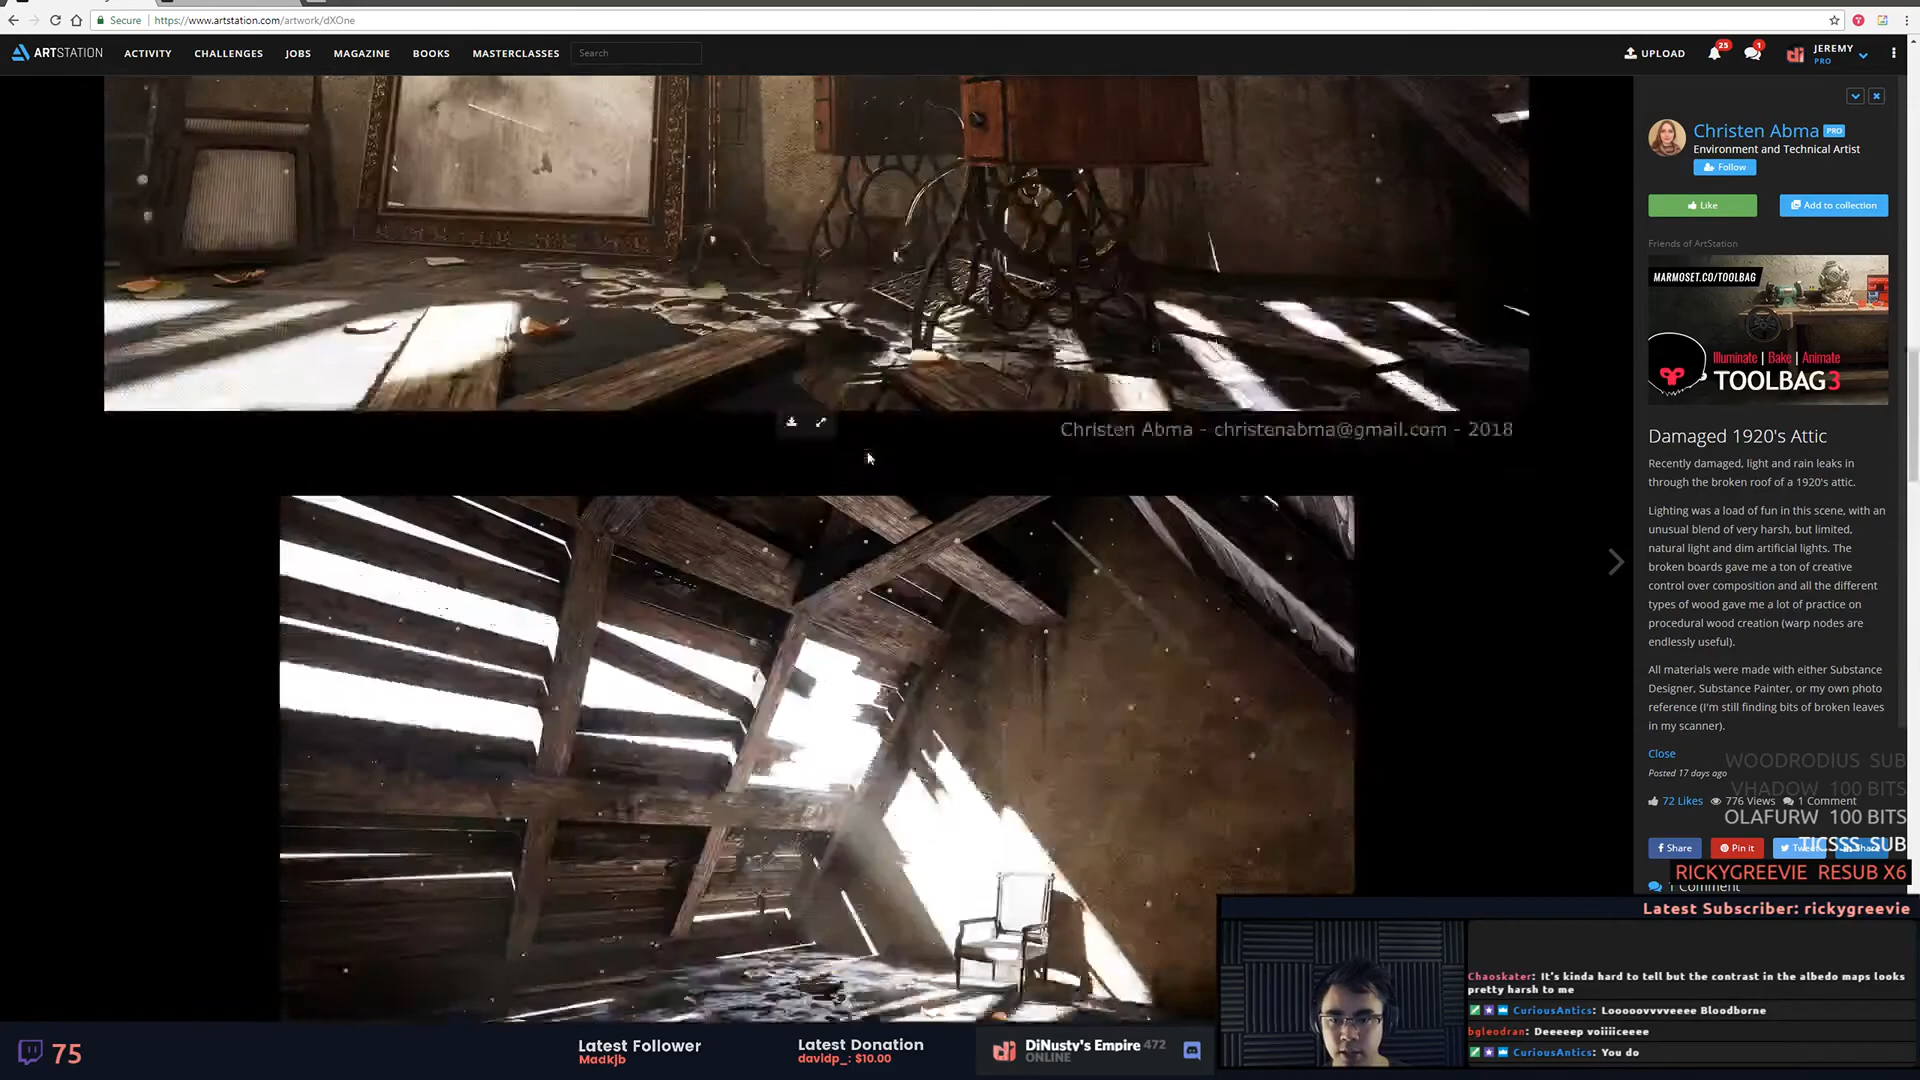 Secure
https://www.artstation.com/artwork/dXOne
ARTSTATION
ACTIVITY
CHALLENGES
JOBS
MAGAZINE
BOOKS
MASTERCLASSES
Search
UPLOAD
25
1
JEREMY
PRO
Christen Abma PRO
Environment and Technical Artist
Follow
Like
Add to collection
Friends of ArtStation
MARMOSET.CO/TOOLBAG
Illuminate | Bake | Animate
TOOLBAG3
Christen Abma - christenabma@gmail.com - 2018
Damaged 1920's Attic
Recently damaged, light and rain leaks in
through the broken roof of a 1920's attic.
Lighting was a load of fun in this scene, with an
unusual blend of very harsh, but limited,
natural light and dim artificial lights. The
broken boards gave me a ton of creative
control over composition and all the different
types of wood gave me a lot of practice on
procedural wood creation (warp nodes are
endlessly useful).
All materials were made with either Substance
Designer, Substance Painter, or my own photo
reference (I'm still finding bits of broken leaves
in my scanner).
Close
WOODRODIUS SUB
Posted 17 days ago
VHADOW 100 BITS
72 Likes
776 Views
1 Comment
OLAFURW 100 BITS
Share
Pin it
TICSSS SUB
RICKYGREEVIE RESUB X6
1 Comment
Latest Subscriber: rickygreevie
Chaoskater: It's kinda hard to tell but the contrast in the albedo maps looks
pretty harsh to me
CuriousAntics: Looooovvvveeee Bloodborne
bgleodran: Deeeeep voiiiceeee
CuriousAntics: You do
75
Latest Follower
Madkjb
Latest Donation
davidp_: $10.00
di
DiNusty's Empire 472
ONLINE